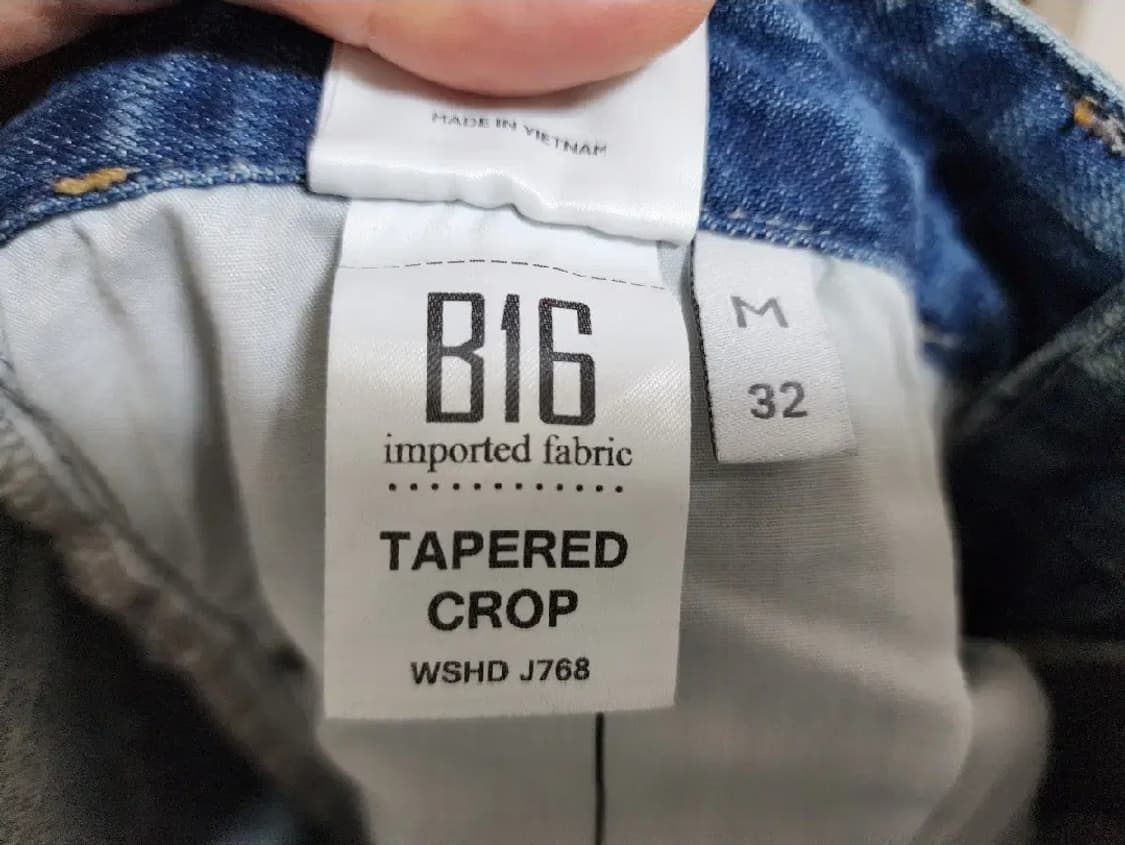 MADE IN VIETNAM
B16
imported fabric
TAPERED
CROP
WSHD J768
M
32